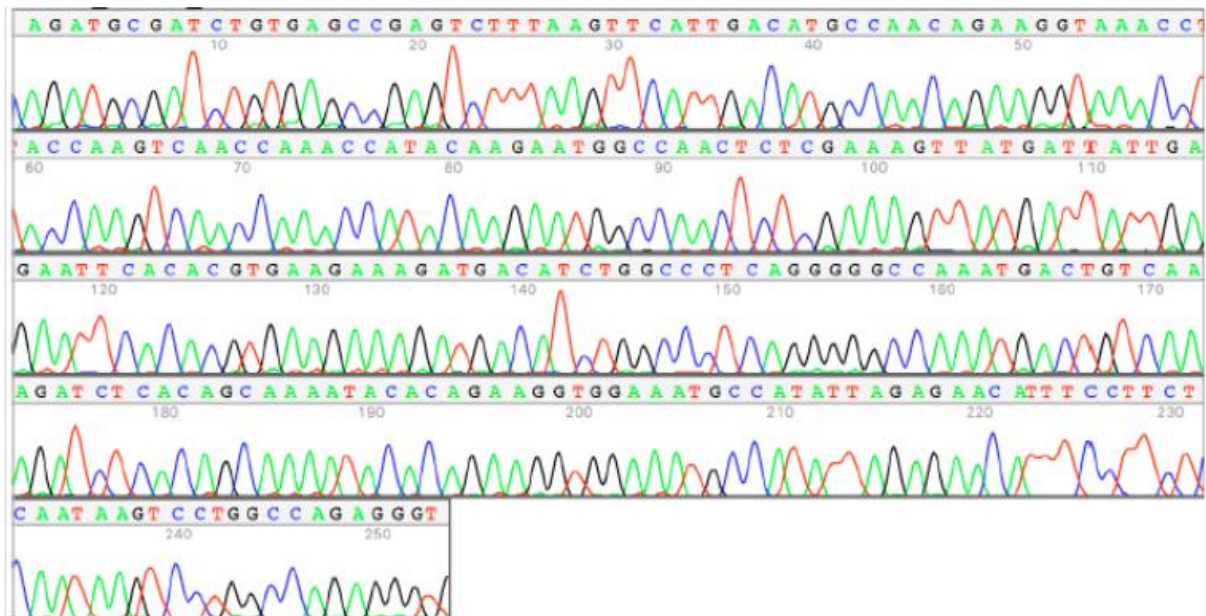 AGATGCGATCTGTGAGCCGAGTCTTTAAGTTCATTGACATGCCAACAGAAGGTAAACCT
10 20 30 40 50
ACCAAGTCAACCAAACCATACAAGAATGGCCAACTCTCGAAAGTTATGATTATTGA
60 70 80 90 100 110
GAATTCACACGTGAAGAAAGATGACATCTGGCCCTCAGGGGGCCAAATGACTGTCAA
120 130 140 150 160 170
AGATCTCACAGCAAAATACACAGAAGGTGGAAATGCCATATTAGAGAACATTTCCTTCT
180 190 200 210 220 230
CAATAAGTCCTGGCCAGAGGGT
240 250